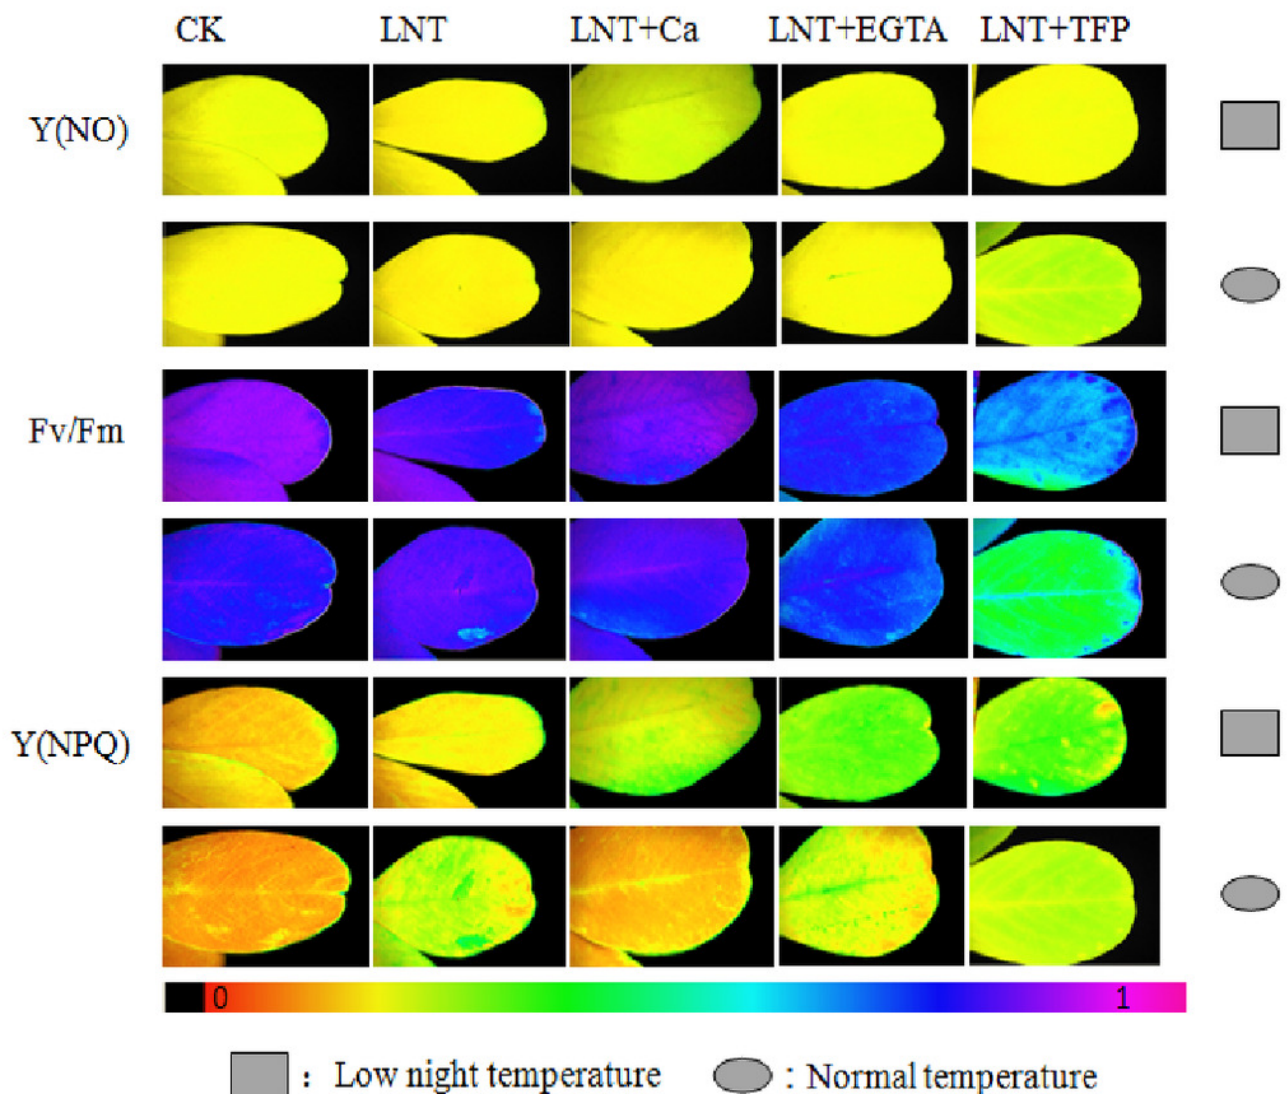 CK LNT LNT+Ca LNT+EGTA LNT+TFP
Y(NO)
Fv/Fm
Y(NPQ)
0 1
: Low night temperature : Normal temperature